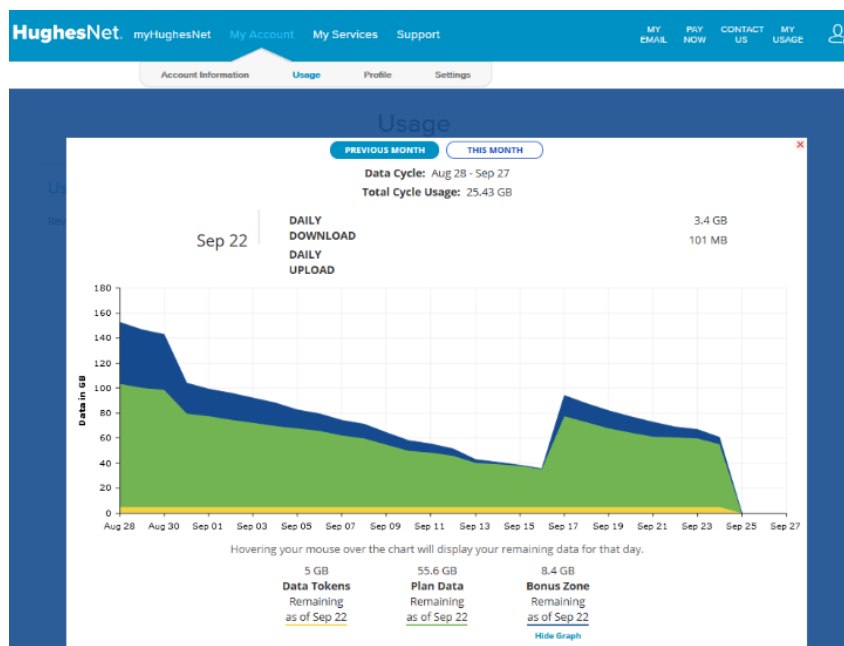 HughesNet. myHughesNet My Account My Services Support MY EMAIL PAY NOW CONTACT US MY USAGE
Account Information Usage Profile Settings
Usage
PREVIOUS MONTH THIS MONTH x
Data Cycle: Aug 28 - Sep 27
Total Cycle Usage: 25.43 GB
Sep 22
DAILY DOWNLOAD 3.4 GB
DAILY UPLOAD 101 MB
Data in GB
180
160
140
120
100
80
60
40
20
0
Aug 28 Aug 30 Sep 01 Sep 03 Sep 05 Sep 07 Sep 09 Sep 11 Sep 13 Sep 15 Sep 17 Sep 19 Sep 21 Sep 23 Sep 25 Sep 27
Hovering your mouse over the chart will display your remaining data for that day.
5 GB 55.6 GB 8.4 GB
Data Tokens Plan Data Bonus Zone
Remaining Remaining Remaining
as of Sep 22 as of Sep 22 as of Sep 22
Hide Graph